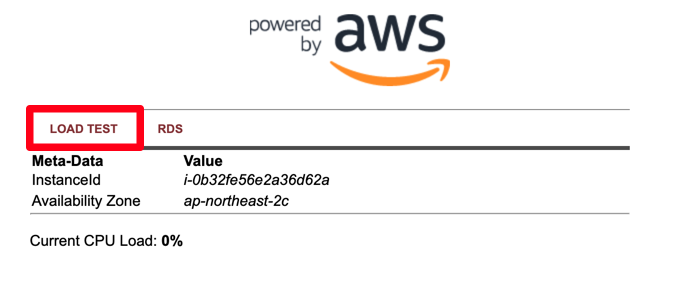 powered
by aws
LOAD TEST RDS
Meta-Data Value
InstanceId i-0b32fe56e2a36d62a
Availability Zone ap-northeast-2c
Current CPU Load: 0%